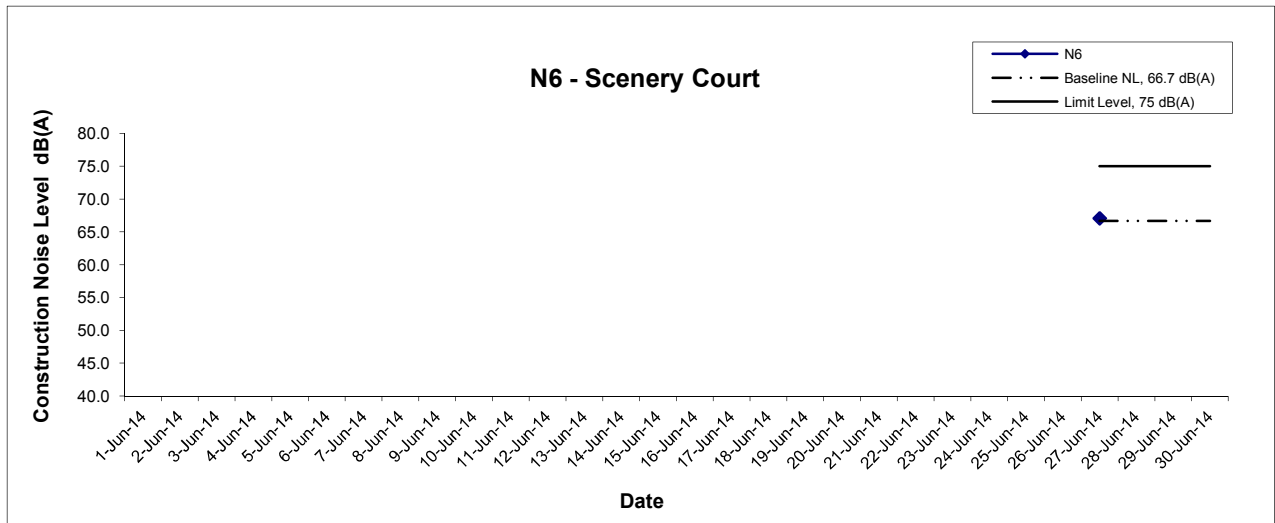 N6 - Scenery Court
N6
Baseline NL, 66.7 dB(A)
Limit Level, 75 dB(A)
Construction Noise Level dB(A)
80.0
75.0
70.0
65.0
60.0
55.0
50.0
45.0
40.0
1-Jun-14
2-Jun-14
3-Jun-14
4-Jun-14
5-Jun-14
6-Jun-14
7-Jun-14
8-Jun-14
9-Jun-14
10-Jun-14
11-Jun-14
12-Jun-14
13-Jun-14
14-Jun-14
15-Jun-14
16-Jun-14
17-Jun-14
18-Jun-14
19-Jun-14
20-Jun-14
21-Jun-14
22-Jun-14
23-Jun-14
24-Jun-14
25-Jun-14
26-Jun-14
27-Jun-14
28-Jun-14
29-Jun-14
30-Jun-14
Date